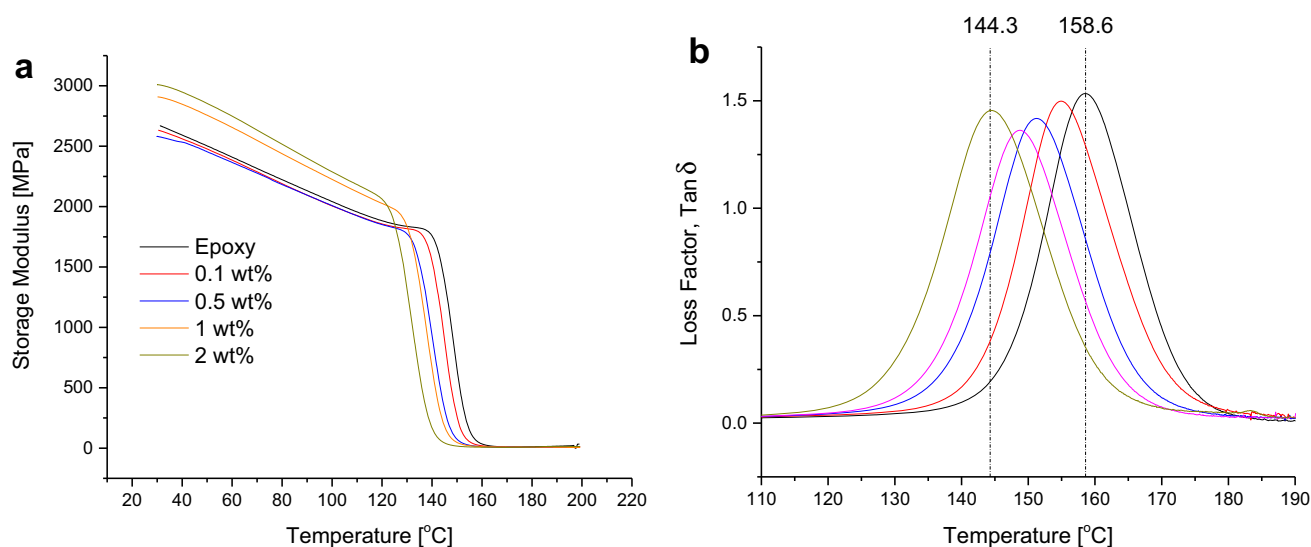 a
3000
2500
2000
1500
1000
500
0
Storage Modulus [MPa]
Epoxy
0.1 wt%
0.5 wt%
1 wt%
2 wt%
20 40 60 80 100 120 140 160 180 200 220
Temperature [°C]
b
144.3 158.6
1.5
1.0
0.5
0.0
Loss Factor, Tan δ
110 120 130 140 150 160 170 180 190
Temperature [°C]